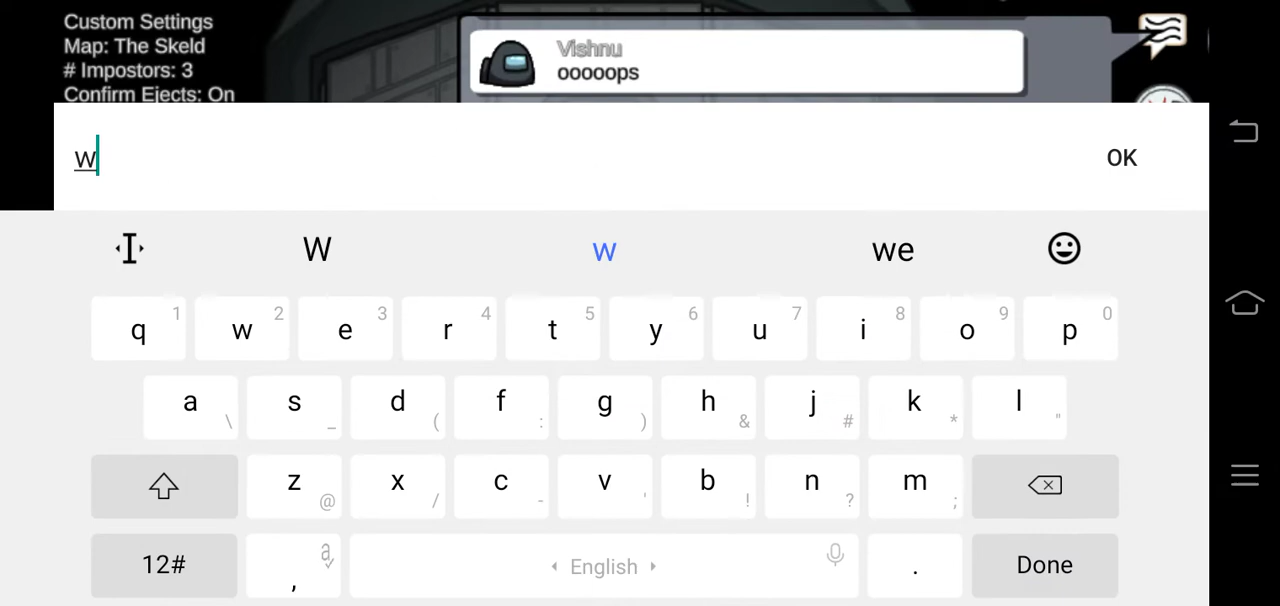 Custom Settings
Map: The Skeld
# Impostors: 3
Confirm Ejects: On
Vishnu
ooooops
w
OK
W w we
q 1 w 2 e 3 r 4 t 5 y 6 u 7 i 8 o 9 p 0
a \ s _ d ( f : g ) h & j # k * l "
z @ x / c - v ' b ! n ? m ;
12# , a English . Done